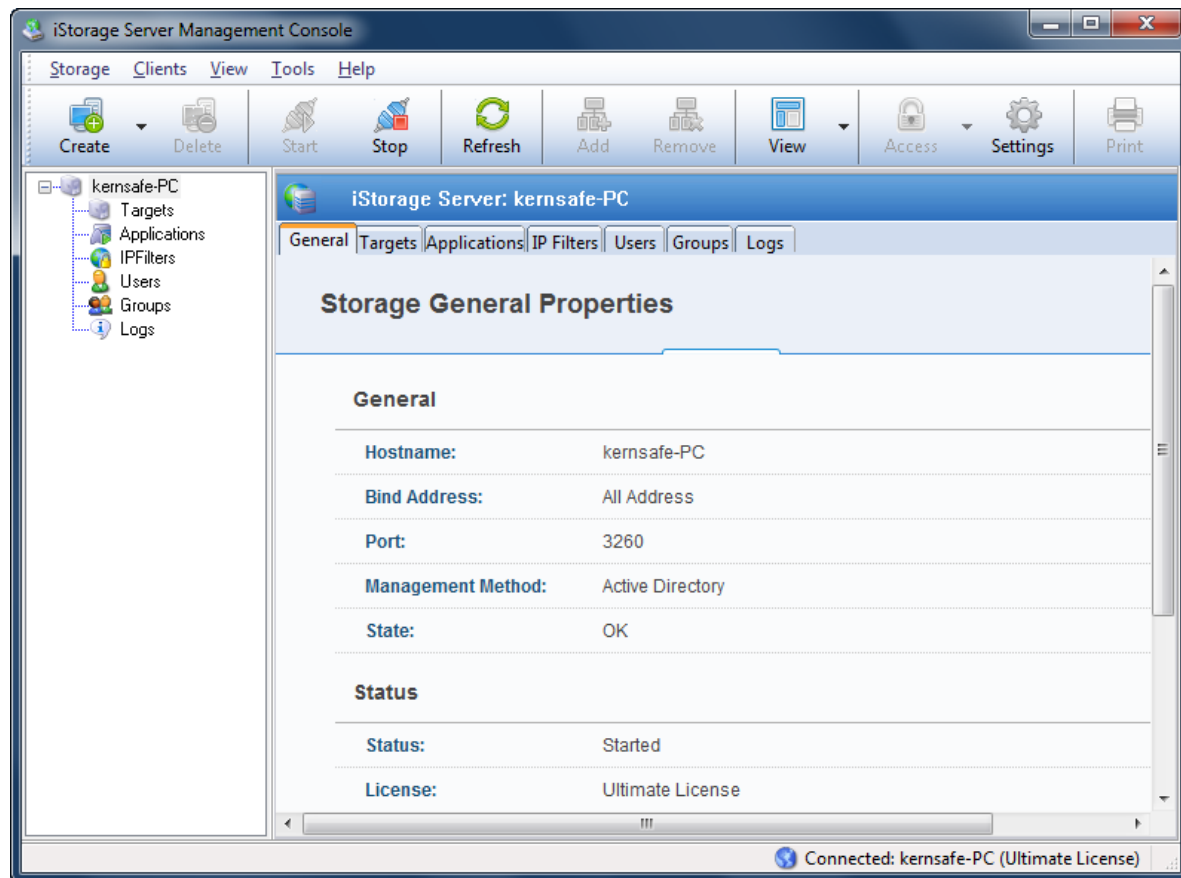 iStorage Server Management Console
Storage Clients View Tools Help
Create Delete Start Stop Refresh Add Remove View Access Settings Print
kernsafe-PC
Targets
Applications
IPFilters
Users
Groups
Logs
iStorage Server: kernsafe-PC
General Targets Applications IP Filters Users Groups Logs
Storage General Properties
General
Hostname: kernsafe-PC
Bind Address: All Address
Port: 3260
Management Method: Active Directory
State: OK
Status
Status: Started
License: Ultimate License
Connected: kernsafe-PC (Ultimate License)